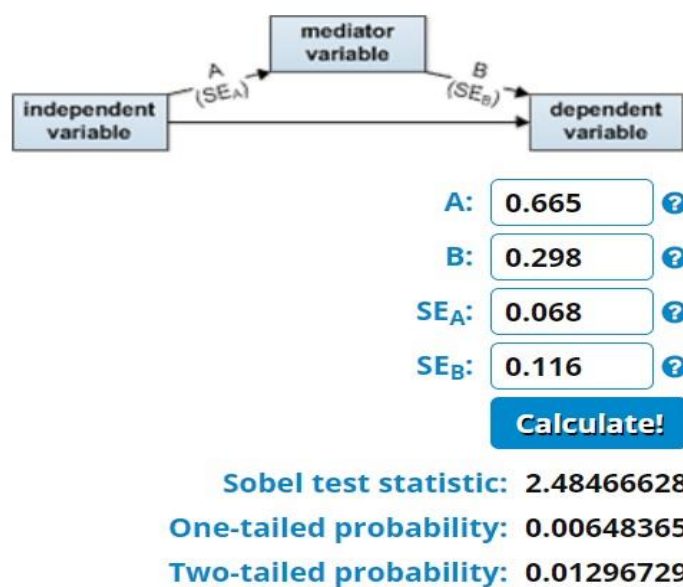 mediator
variable
A
(SEA)
B
(SEB)
independent
variable
dependent
variable
A: 0.665 ?
B: 0.298 ?
SEA: 0.068 ?
SEB: 0.116 ?
Calculate!
Sobel test statistic: 2.48466628
One-tailed probability: 0.00648365
Two-tailed probability: 0.01296729